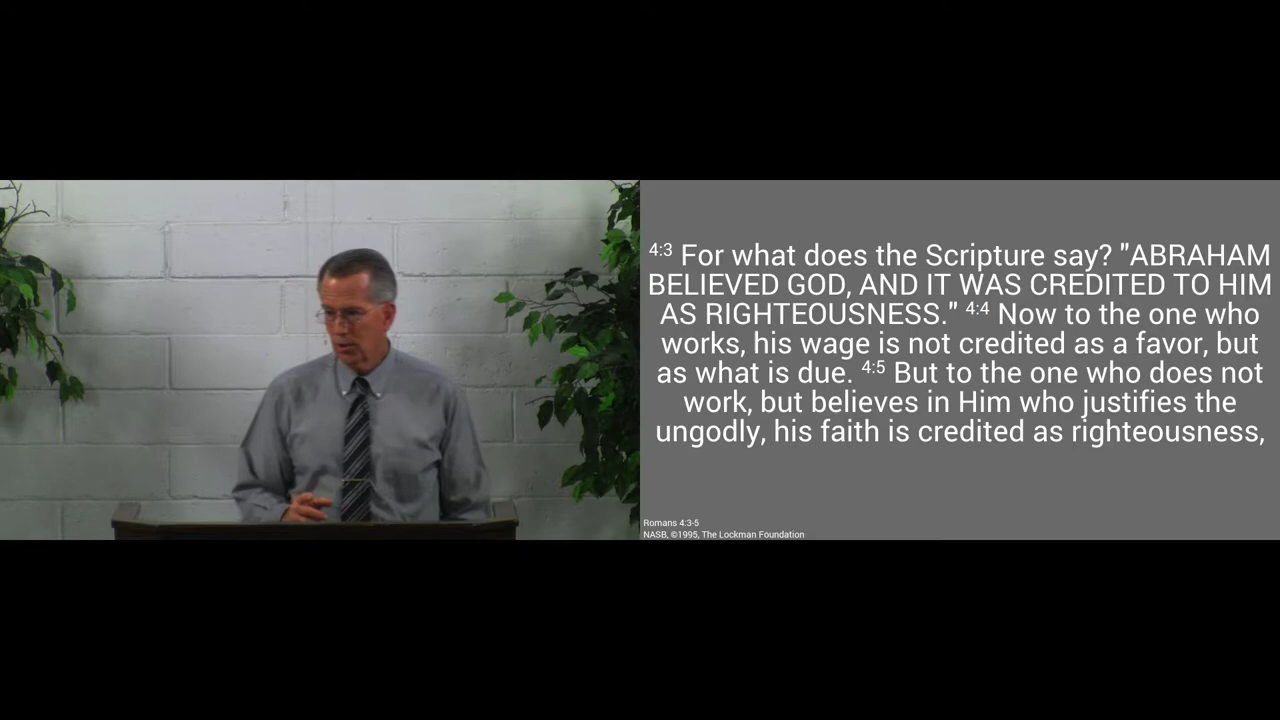 4:3 For what does the Scripture say? "ABRAHAM
BELIEVED GOD, AND IT WAS CREDITED TO HIM
AS RIGHTEOUSNESS." 4:4 Now to the one who
works, his wage is not credited as a favor, but
as what is due. 4:5 But to the one who does not
work, but believes in Him who justifies the
ungodly, his faith is credited as righteousness,
Romans 4:3-5
NASB, ©1995, The Lockman Foundation